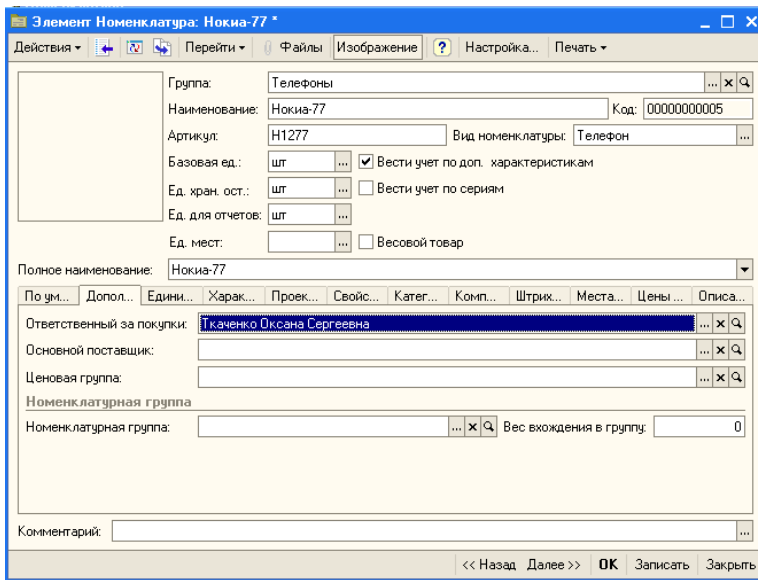 Элемент Номенклатура: Нокиа-77 *
Действия Перейти Файлы Изображение ? Настройка... Печать
Группа: Телефоны ... x
Наименование: Нокиа-77 Код: 00000000005
Артикул: Н1277 Вид номенклатуры: Телефон ...
Базовая ед.: шт ... Вести учет по доп. характеристикам
Ед. хран. ост.: шт ... Вести учет по сериям
Ед. для отчетов: шт ...
Ед. мест: ... Весовой товар
Полное наименование: Нокиа-77
По ум... Допол... Едини... Харак... Проек... Свойс... Катег... Комп... Штрих... Места... Цены ... Описа...
Ответственный за покупки: Ткаченко Оксана Сергеевна ... x
Основной поставщик: ... x
Ценовая группа: ... x
Номенклатурная группа
Номенклатурная группа: ... x Вес вхождения в группу: 0
Комментарий: ...
<< Назад Далее >> OK Записать Закрыть